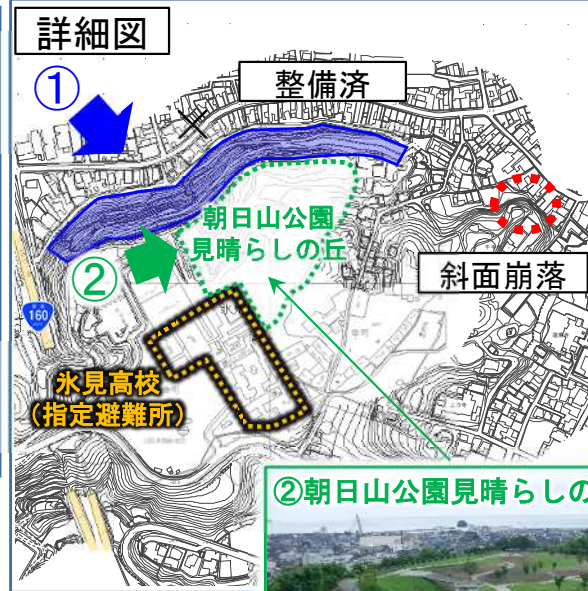 詳細図
①
整備済
朝日山公園
見晴らしの丘
②
斜面崩落
160
氷見高校
(指定避難所)
②朝日山公園見晴らしの